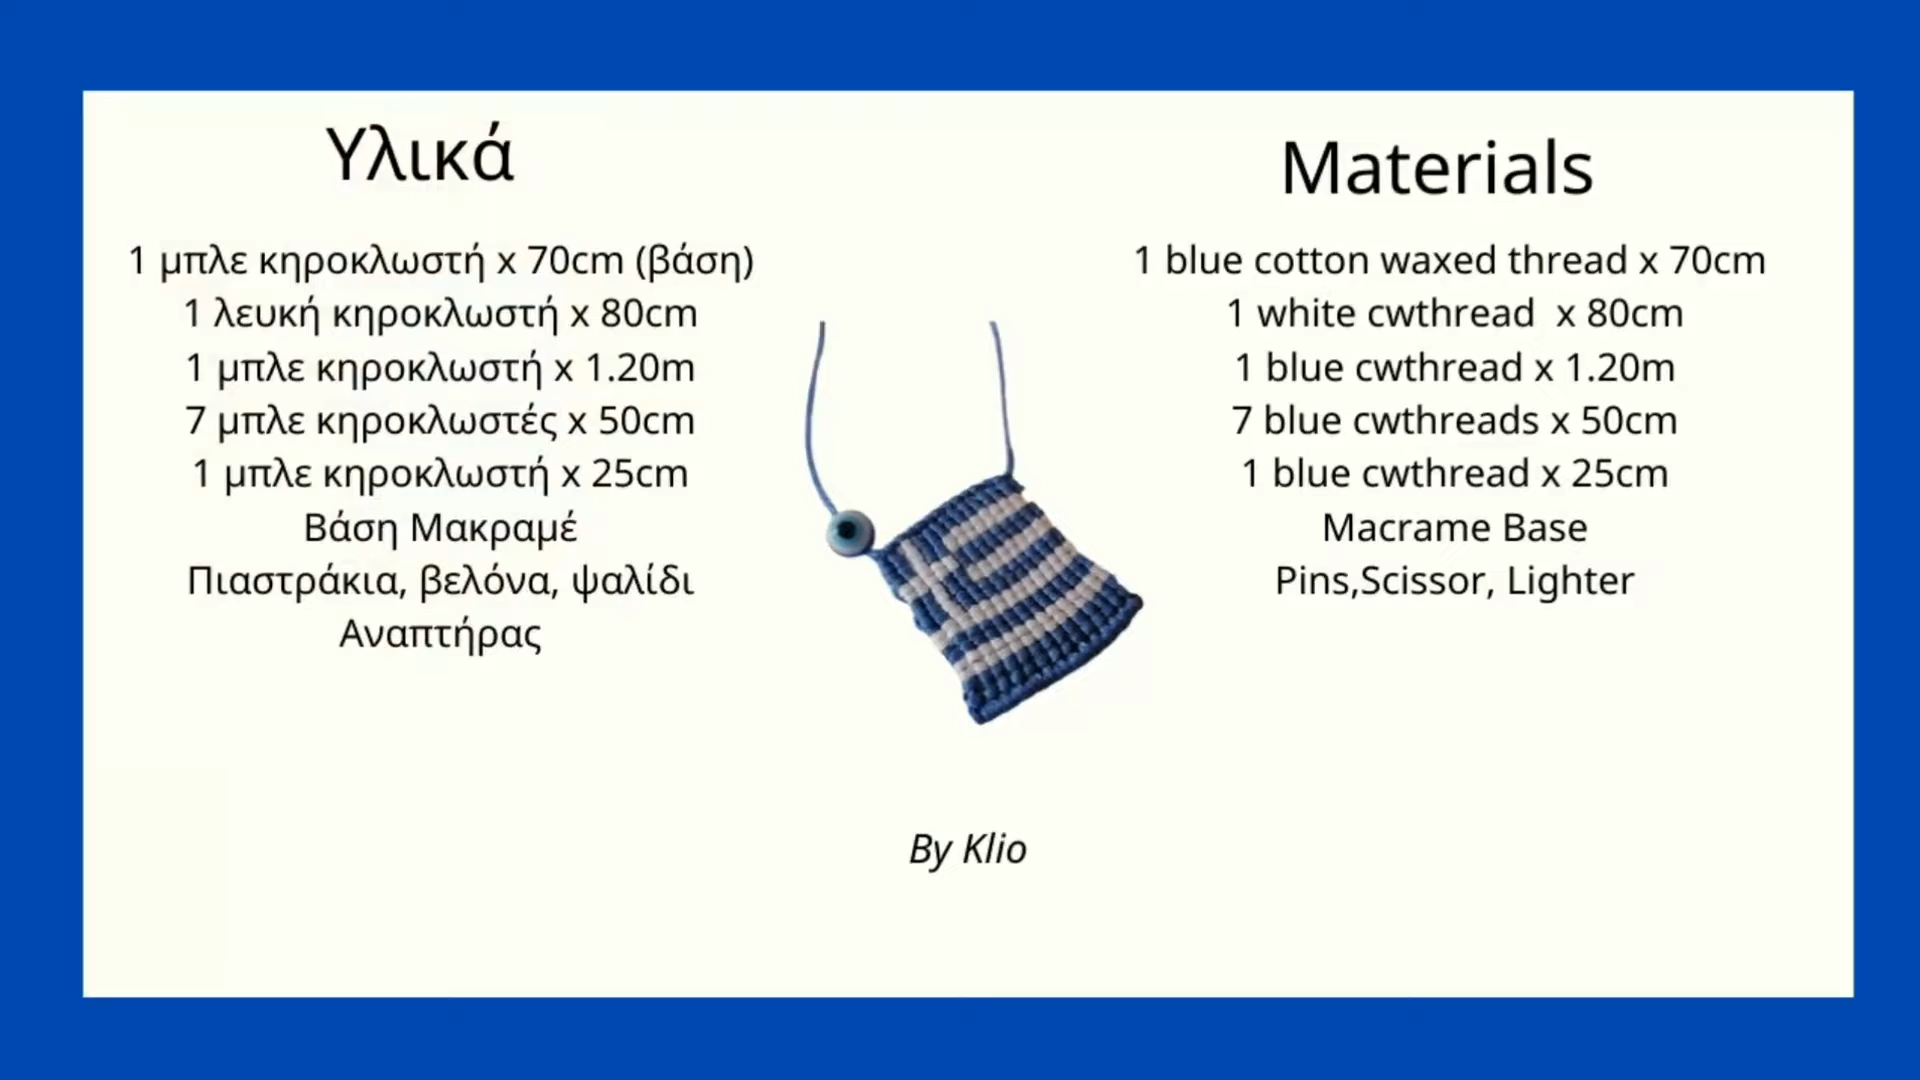 Υλικά
1 μπλε κηροκλωστή x 70cm (βάση)
1 λευκή κηροκλωστή x 80cm
1 μπλε κηροκλωστή x 1.20m
7 μπλε κηροκλωστές x 50cm
1 μπλε κηροκλωστή x 25cm
Βάση Μακραμέ
Πιαστράκια, βελόνα, ψαλίδι
Αναπτήρας
Materials
1 blue cotton waxed thread x 70cm
1 white cwthread  x 80cm
1 blue cwthread x 1.20m
7 blue cwthreads x 50cm
1 blue cwthread x 25cm
Macrame Base
Pins,Scissor, Lighter
By Klio